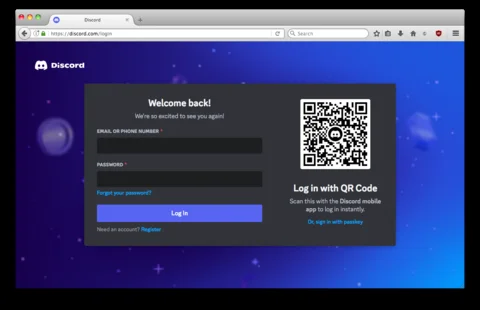 Discord
https://discord.com/login
Search
Discord
Welcome back!
We're so excited to see you again!
EMAIL OR PHONE NUMBER *
PASSWORD *
Forgot your password?
Log In
Need an account? Register
Log in with QR Code
Scan this with the Discord mobile
app to log in instantly.
Or, sign in with passkey